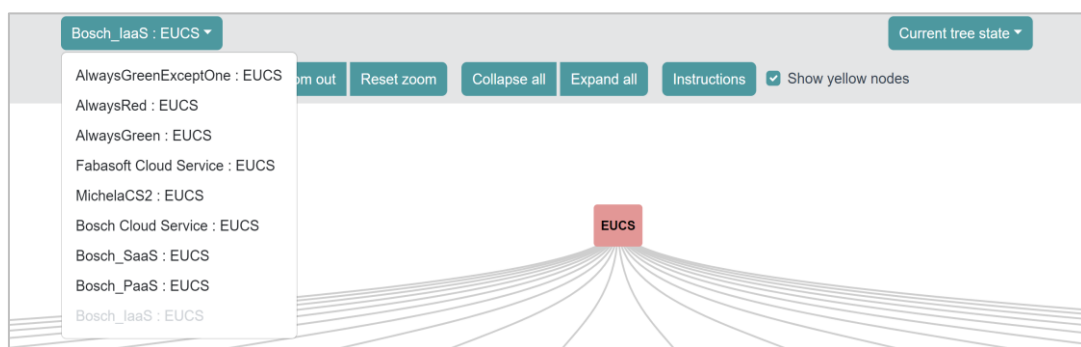 Bosch_IaaS : EUCS
Current tree state
AlwaysGreenExceptOne : EUCS
AlwaysRed : EUCS
AlwaysGreen : EUCS
Fabasoft Cloud Service : EUCS
MichelaCS2 : EUCS
Bosch Cloud Service : EUCS
Bosch_SaaS : EUCS
Bosch_PaaS : EUCS
Bosch_IaaS : EUCS
out
Reset zoom
Collapse all
Expand all
Instructions
Show yellow nodes
EUCS